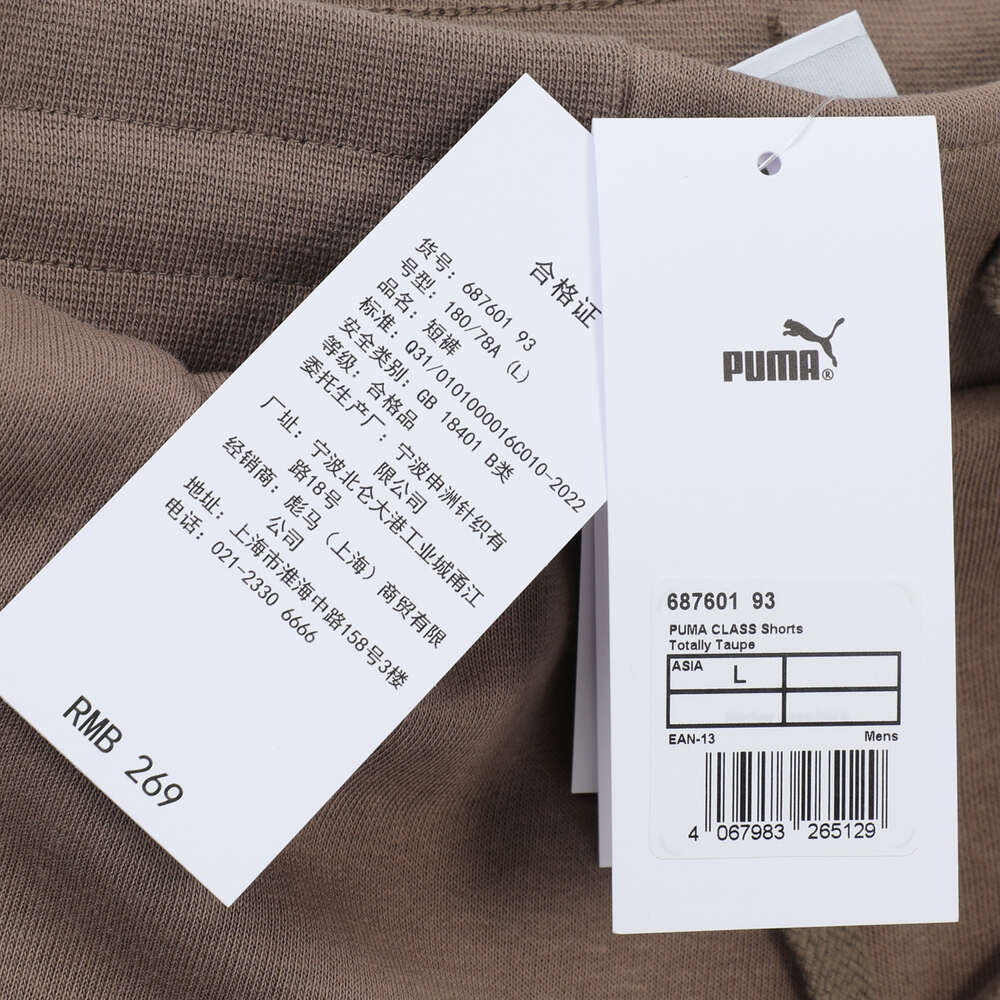 合格证
货号: 687601 93
号型: 180/78A (L)
品名: 短裤
标准: Q31/0101000016C010-2022
安全类别: GB 18401 B类
等级: 合格品
委托生产厂: 宁波申洲针织有
限公司
厂址: 宁波北仑大港工业城甬江
路18号
经销商: 彪马（上海）商贸有限
公司
地址: 上海市淮海中路158号3楼
电话: 021-2330 6666
RMB 269
PUMA®
687601 93
PUMA CLASS Shorts
Totally Taupe
ASIA L
EAN-13 Mens
4 067983 265129